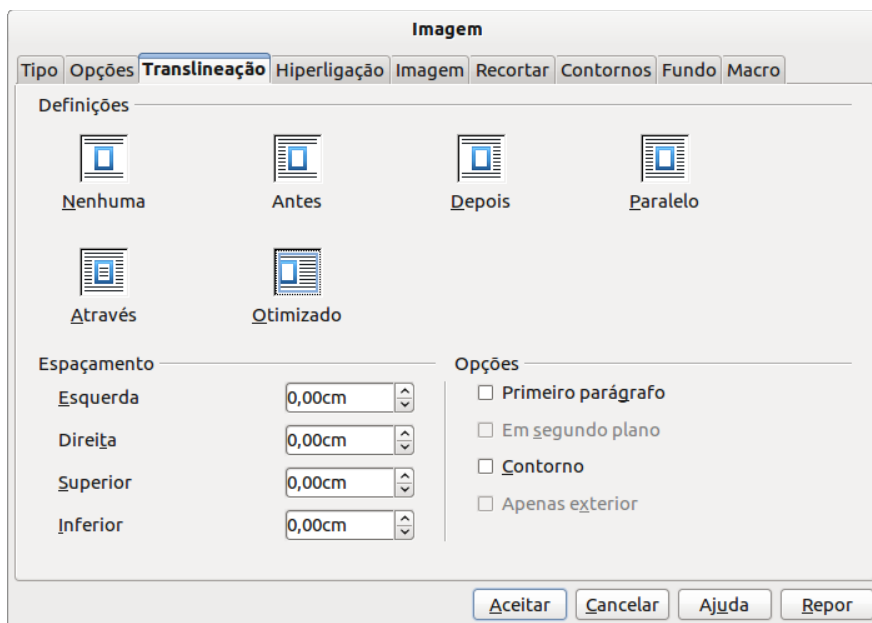 Imagem
Tipo Opções Translineação Hiperligação Imagem Recortar Contornos Fundo Macro
Definições
Nenhuma Antes Depois Paralelo
Através Otimizado
Espaçamento Opções
Esquerda 0,00cm Primeiro parágrafo
Direita 0,00cm Em segundo plano
Superior 0,00cm Contorno
Inferior 0,00cm Apenas exterior
Aceitar Cancelar Ajuda Repor